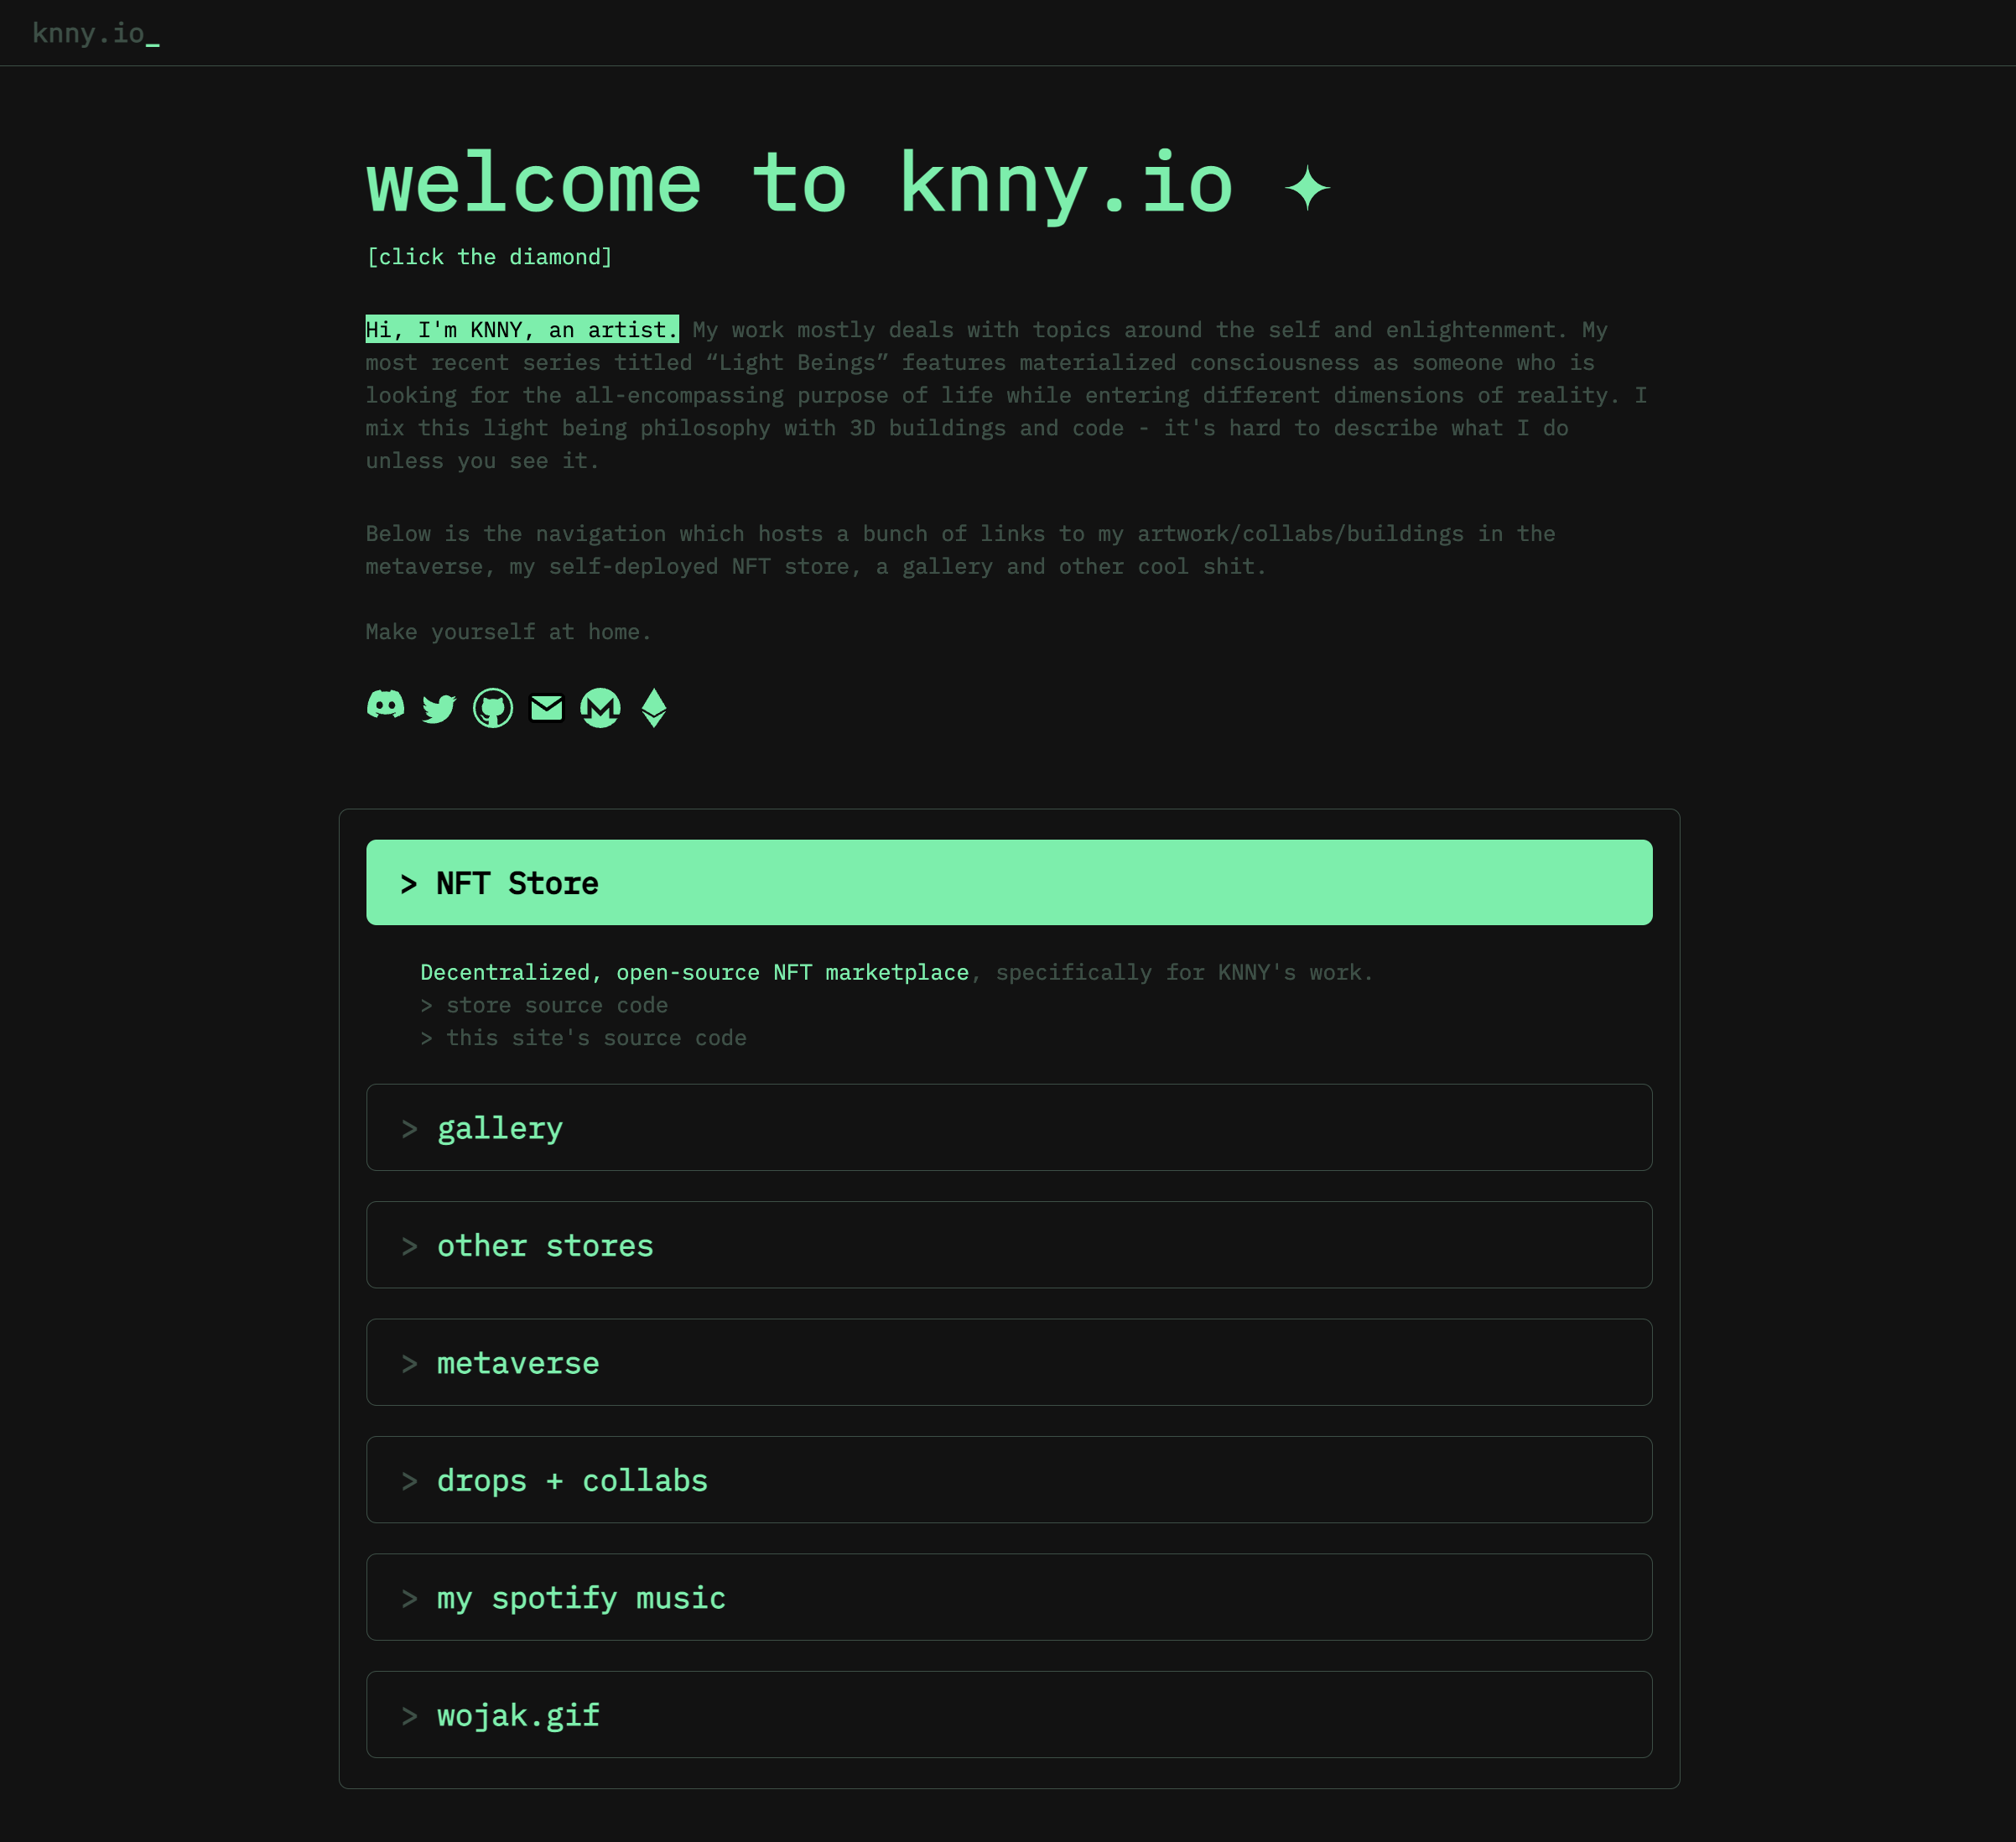 knny.io_
welcome to knny.io ✦
[click the diamond]
Hi, I'm KNNY, an artist. My work mostly deals with topics around the self and enlightenment. My
most recent series titled “Light Beings” features materialized consciousness as someone who is
looking for the all-encompassing purpose of life while entering different dimensions of reality. I
mix this light being philosophy with 3D buildings and code - it's hard to describe what I do
unless you see it.
Below is the navigation which hosts a bunch of links to my artwork/collabs/buildings in the
metaverse, my self-deployed NFT store, a gallery and other cool shit.
Make yourself at home.
> NFT Store
Decentralized, open-source NFT marketplace, specifically for KNNY's work.
> store source code
> this site's source code
> gallery
> other stores
> metaverse
> drops + collabs
> my spotify music
> wojak.gif